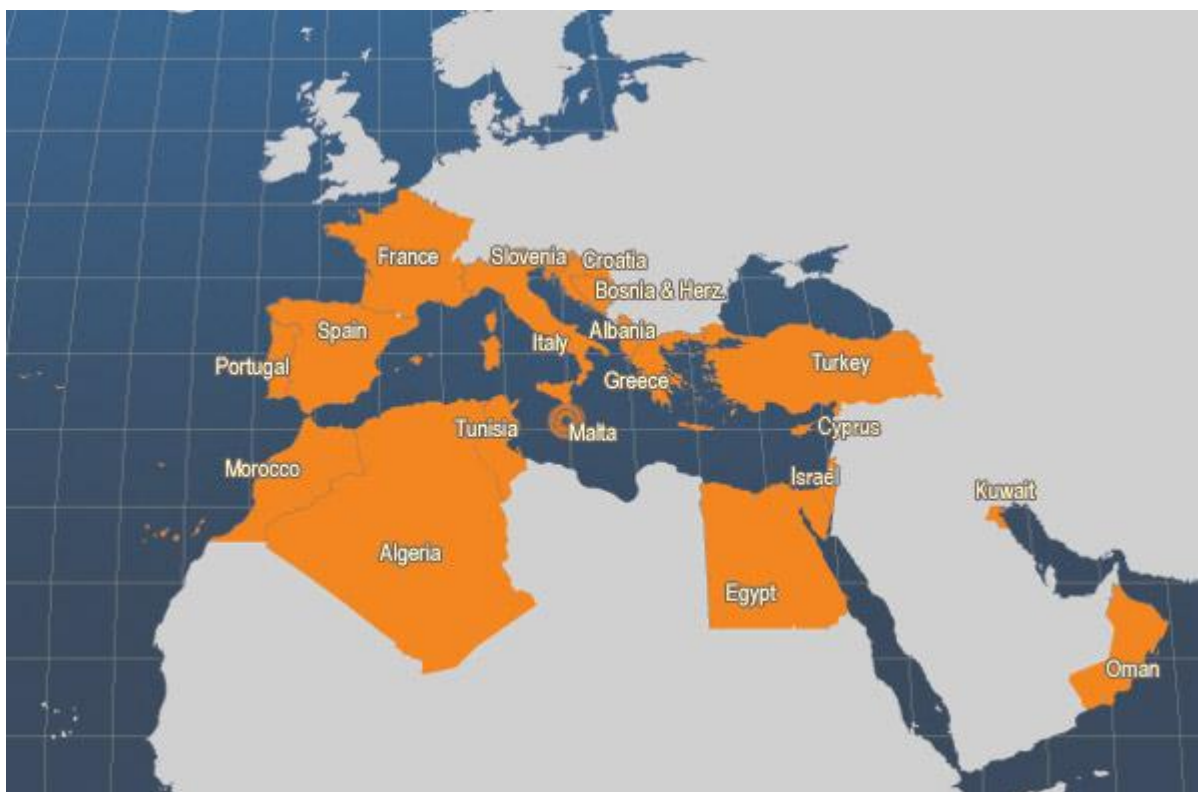 France
Slovenia
Croatia
Bosnia & Herz.
Spain
Albania
Italy
Portugal
Greece
Turkey
Tunisia
Malta
Cyprus
Morocco
Israel
Kuwait
Algeria
Egypt
Oman